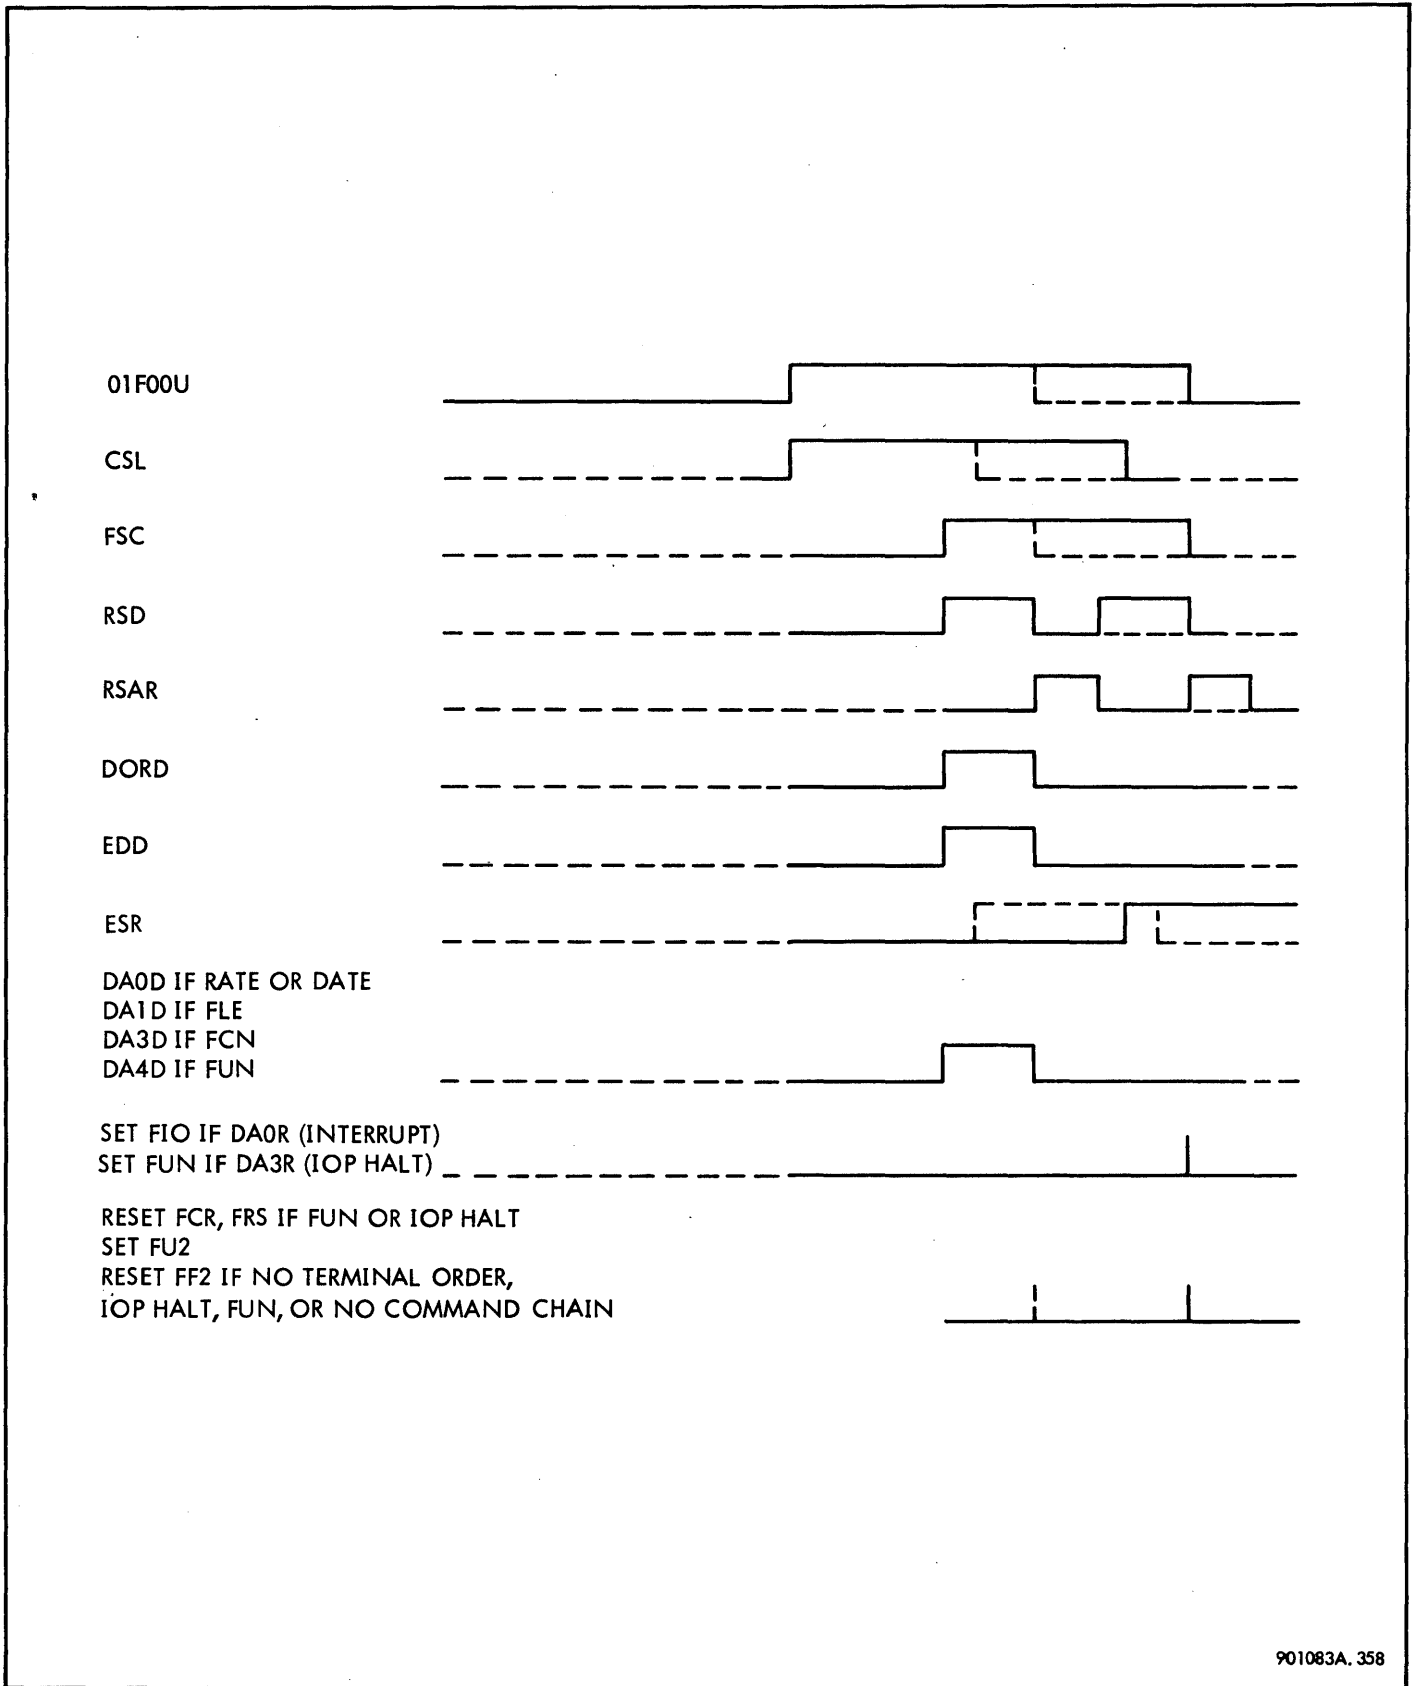 01F00U
CSL
FSC
RSD
RSAR
DORD
EDD
ESR
DA0D IF RATE OR DATE
DA1D IF FLE
DA3D IF FCN
DA4D IF FUN
SET FIO IF DA0R (INTERRUPT)
SET FUN IF DA3R (IOP HALT)
RESET FCR, FRS IF FUN OR IOP HALT
SET FU2
RESET FF2 IF NO TERMINAL ORDER,
IOP HALT, FUN, OR NO COMMAND CHAIN
901083A. 358